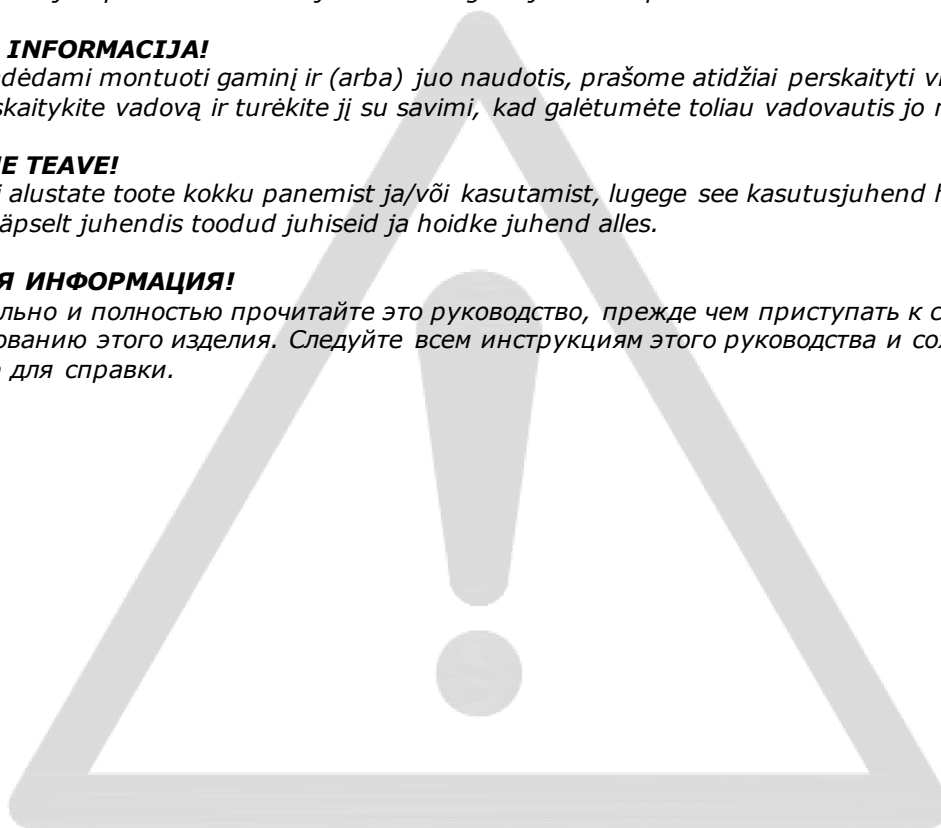 INFORMACIJA!
dėdami montuoti gaminį ir (arba) juo naudotis, prašome atidžiai perskaityti
skaitykite vadovą ir turėkite jį su savimi, kad galėtumėte toliau vadovautis jo
E TEAVE!
i alustate toote kokku panemist ja/või kasutamist, lugege see kasutusjuhend
äpselt juhendis toodud juhiseid ja hoidke juhend alles.
Я ИНФОРМАЦИЯ!
льно и полностью прочитайте это руководство, прежде чем приступать к
ованию этого изделия. Следуйте всем инструкциям этого руководства и
для справки.